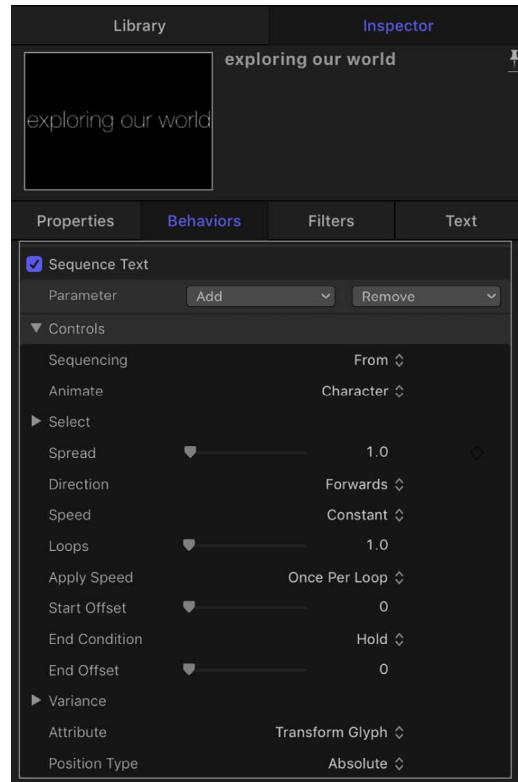 Library Inspector
exploring our world
exploring our world
Properties Behaviors Filters Text
Sequence Text
Parameter Add Remove
Controls
Sequencing From
Animate Character
Select
Spread 1.0
Direction Forwards
Speed Constant
Loops 1.0
Apply Speed Once Per Loop
Start Offset 0
End Condition Hold
End Offset 0
Variance
Attribute Transform Glyph
Position Type Absolute